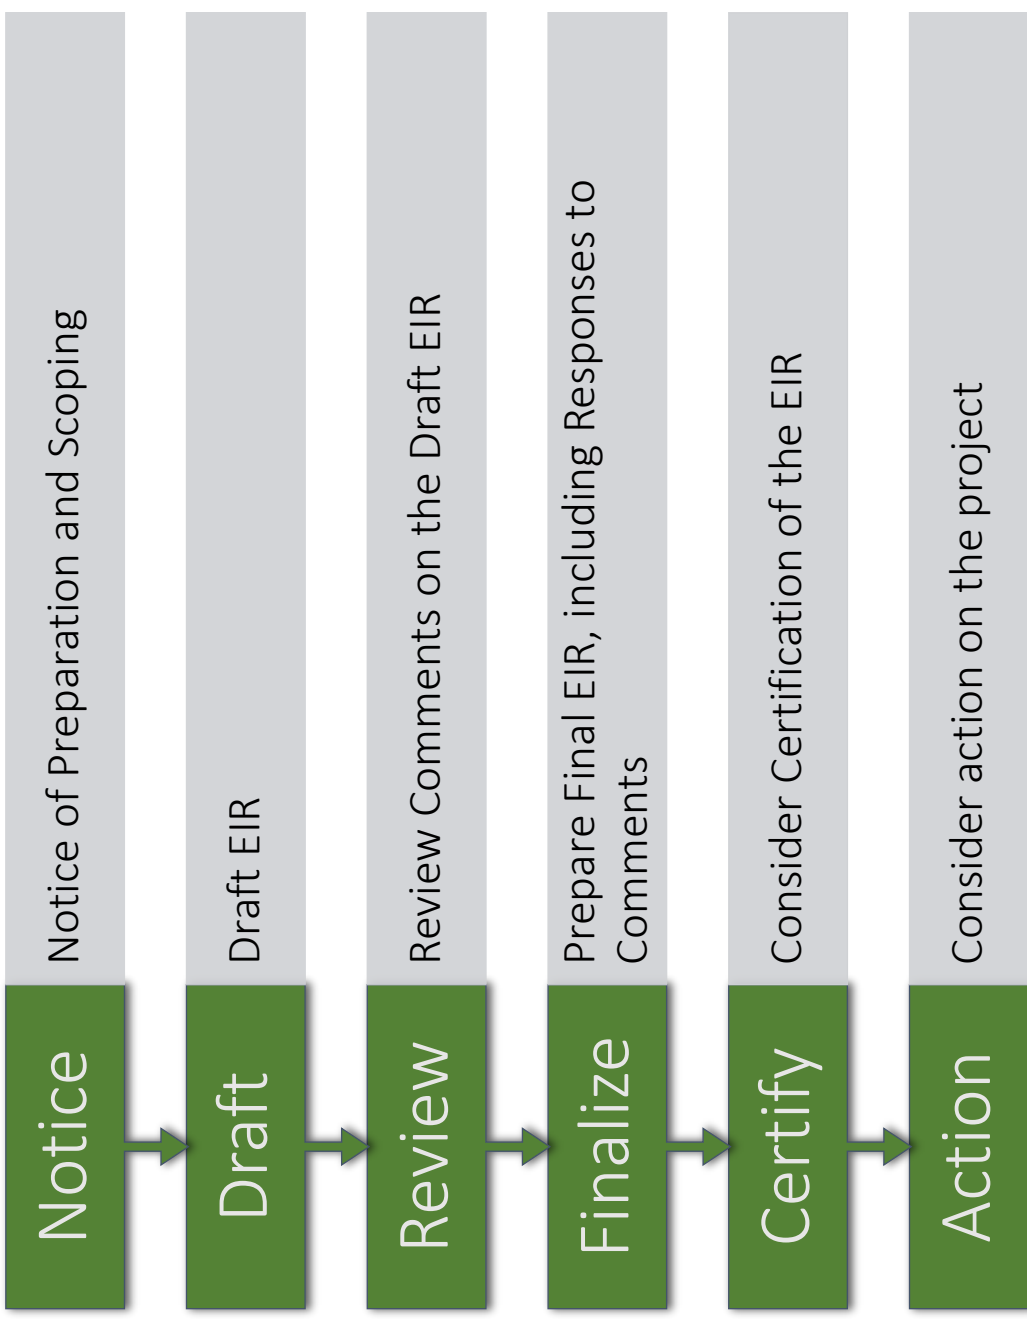 Notice
Notice of Preparation and Scoping
Draft
Draft EIR
Review
Review Comments on the Draft EIR
Finalize
Prepare Final EIR, including Responses to
Comments
Certify
Consider Certification of the EIR
Action
Consider action on the project